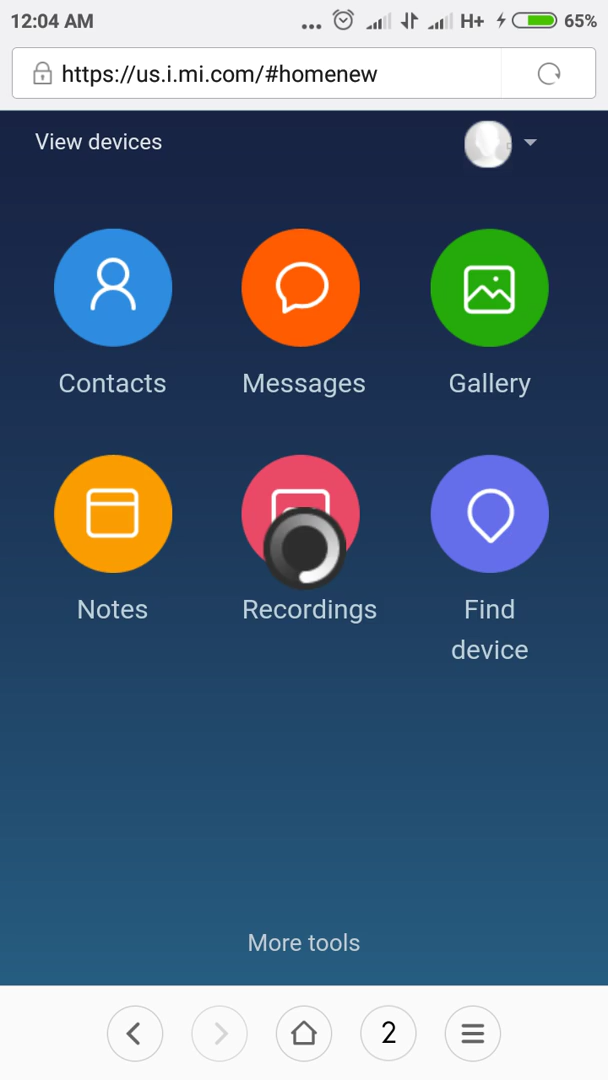 12:04 AM ... H+ 65%
https://us.i.mi.com/#homenew
View devices
Contacts Messages Gallery
Notes Recordings Find
device
More tools
2